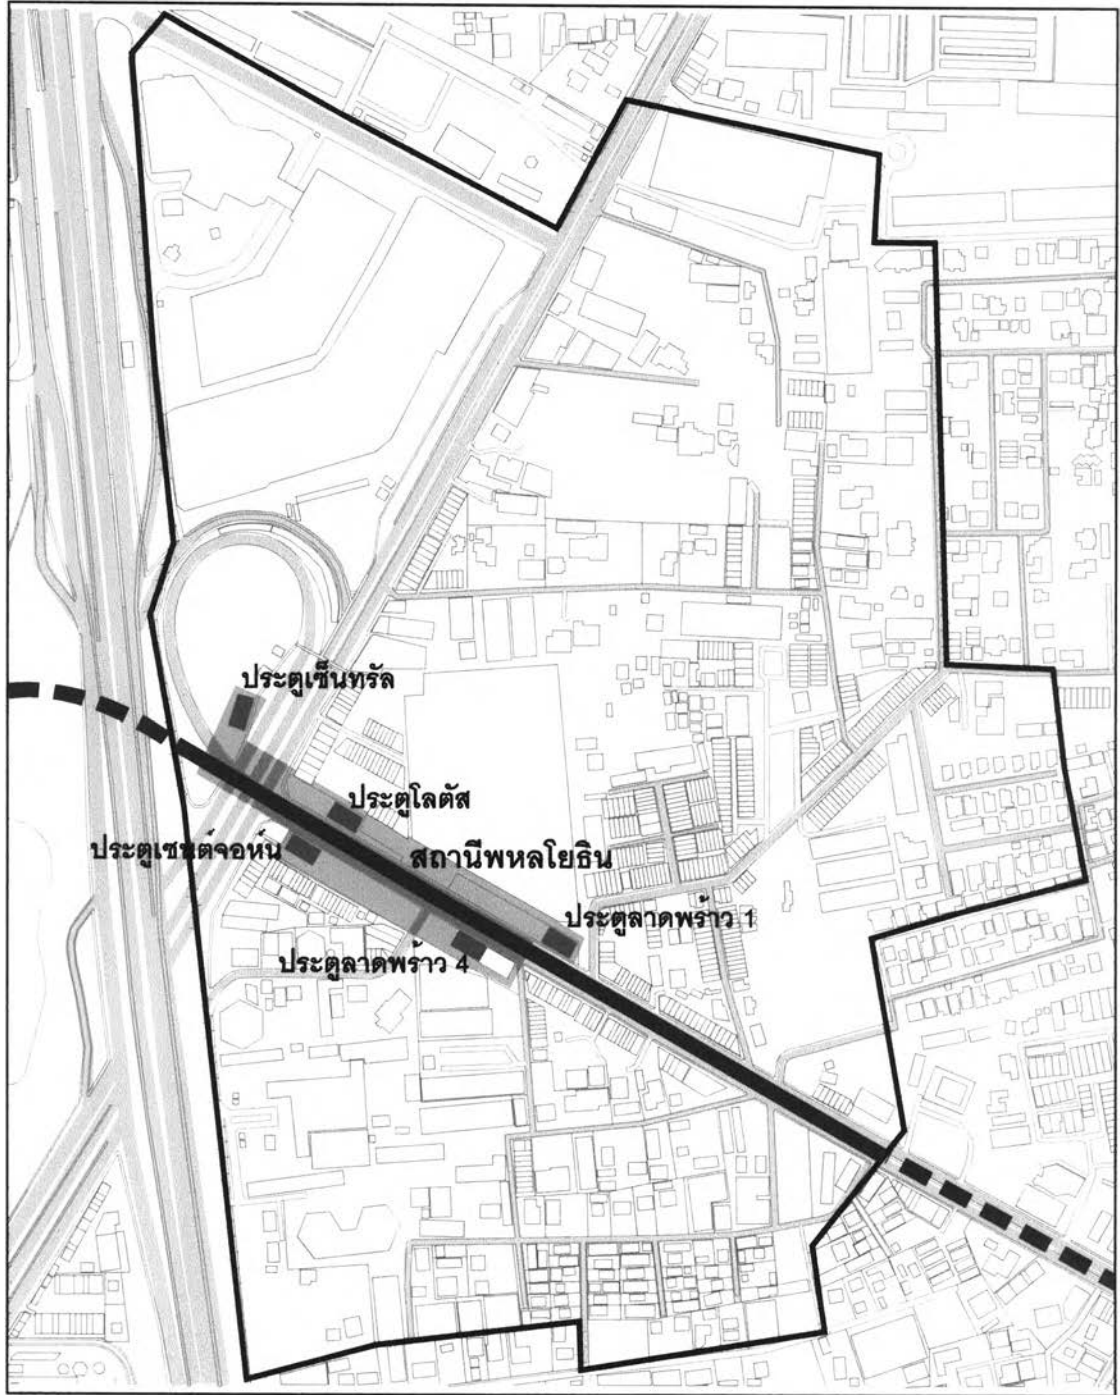 ประตูเซ็นทรัล
ประตูโลตัส
ประตูเซนต์จอห์น
สถานีพหลโยธิน
ประตูลาดพร้าว 1
ประตูลาดพร้าว 4